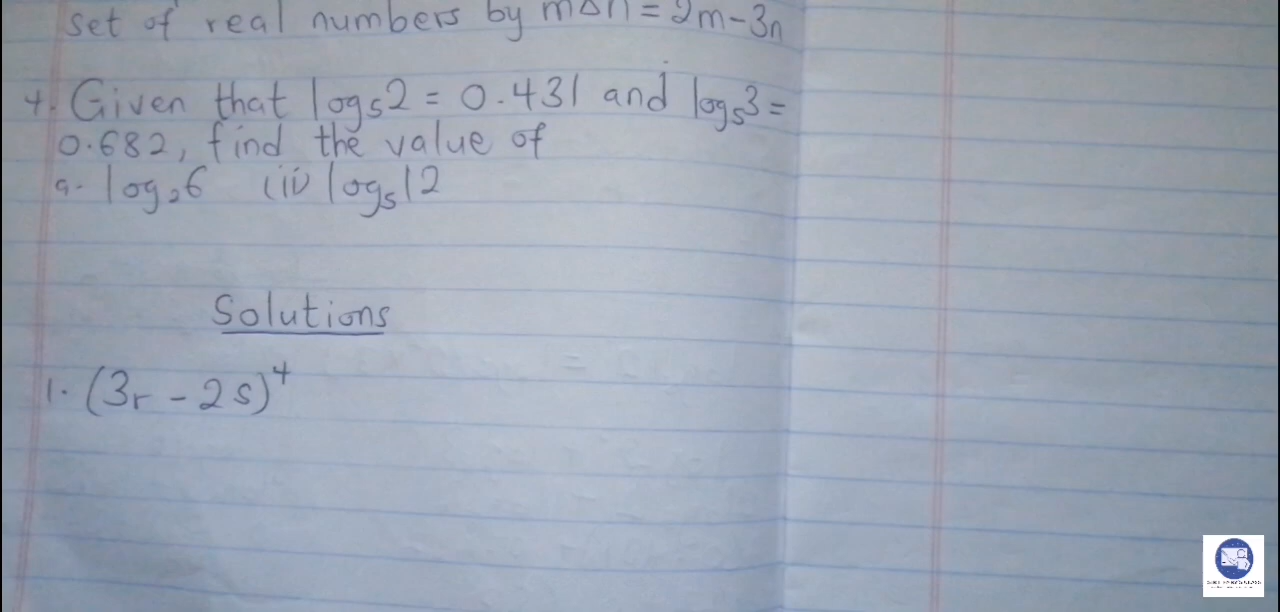 set of real numbers by m∆n = 2m-3n
4. Given that log₅2 = 0.431 and log₅3 =
0.682, find the value of
a. log₂6 (ii) log₅12
Solutions
1. (3r - 2s)⁴